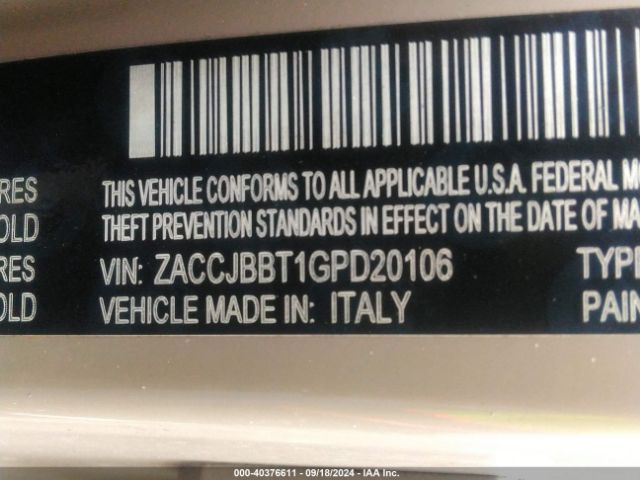 RES THIS VEHICLE CONFORMS TO ALL APPLICABLE U.S.A. FEDERAL
OLD THEFT PREVENTION STANDARDS IN EFFECT ON THE DATE OF
RES VIN: ZACCJBBT1GPD20106 TYPE
OLD VEHICLE MADE IN: ITALY PAIN
000-40376611 - 09/18/2024 - IAA Inc.